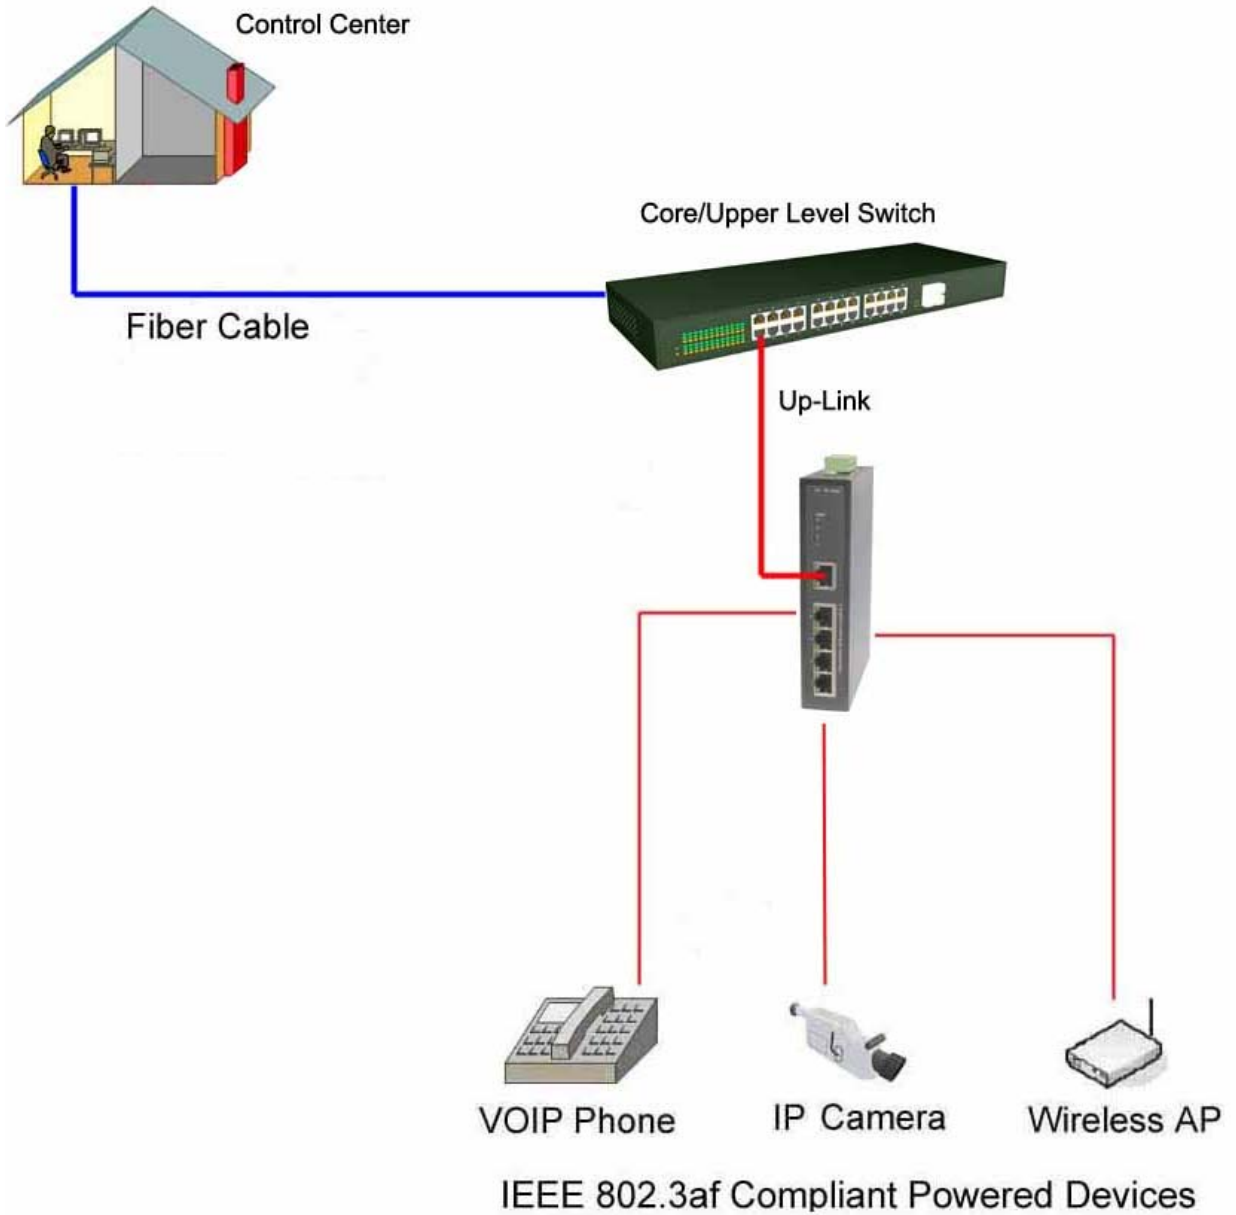 Control Center
Core/Upper Level Switch
Fiber Cable
Up-Link
VOIP Phone
IP Camera
Wireless AP
IEEE 802.3af Compliant Powered Devices